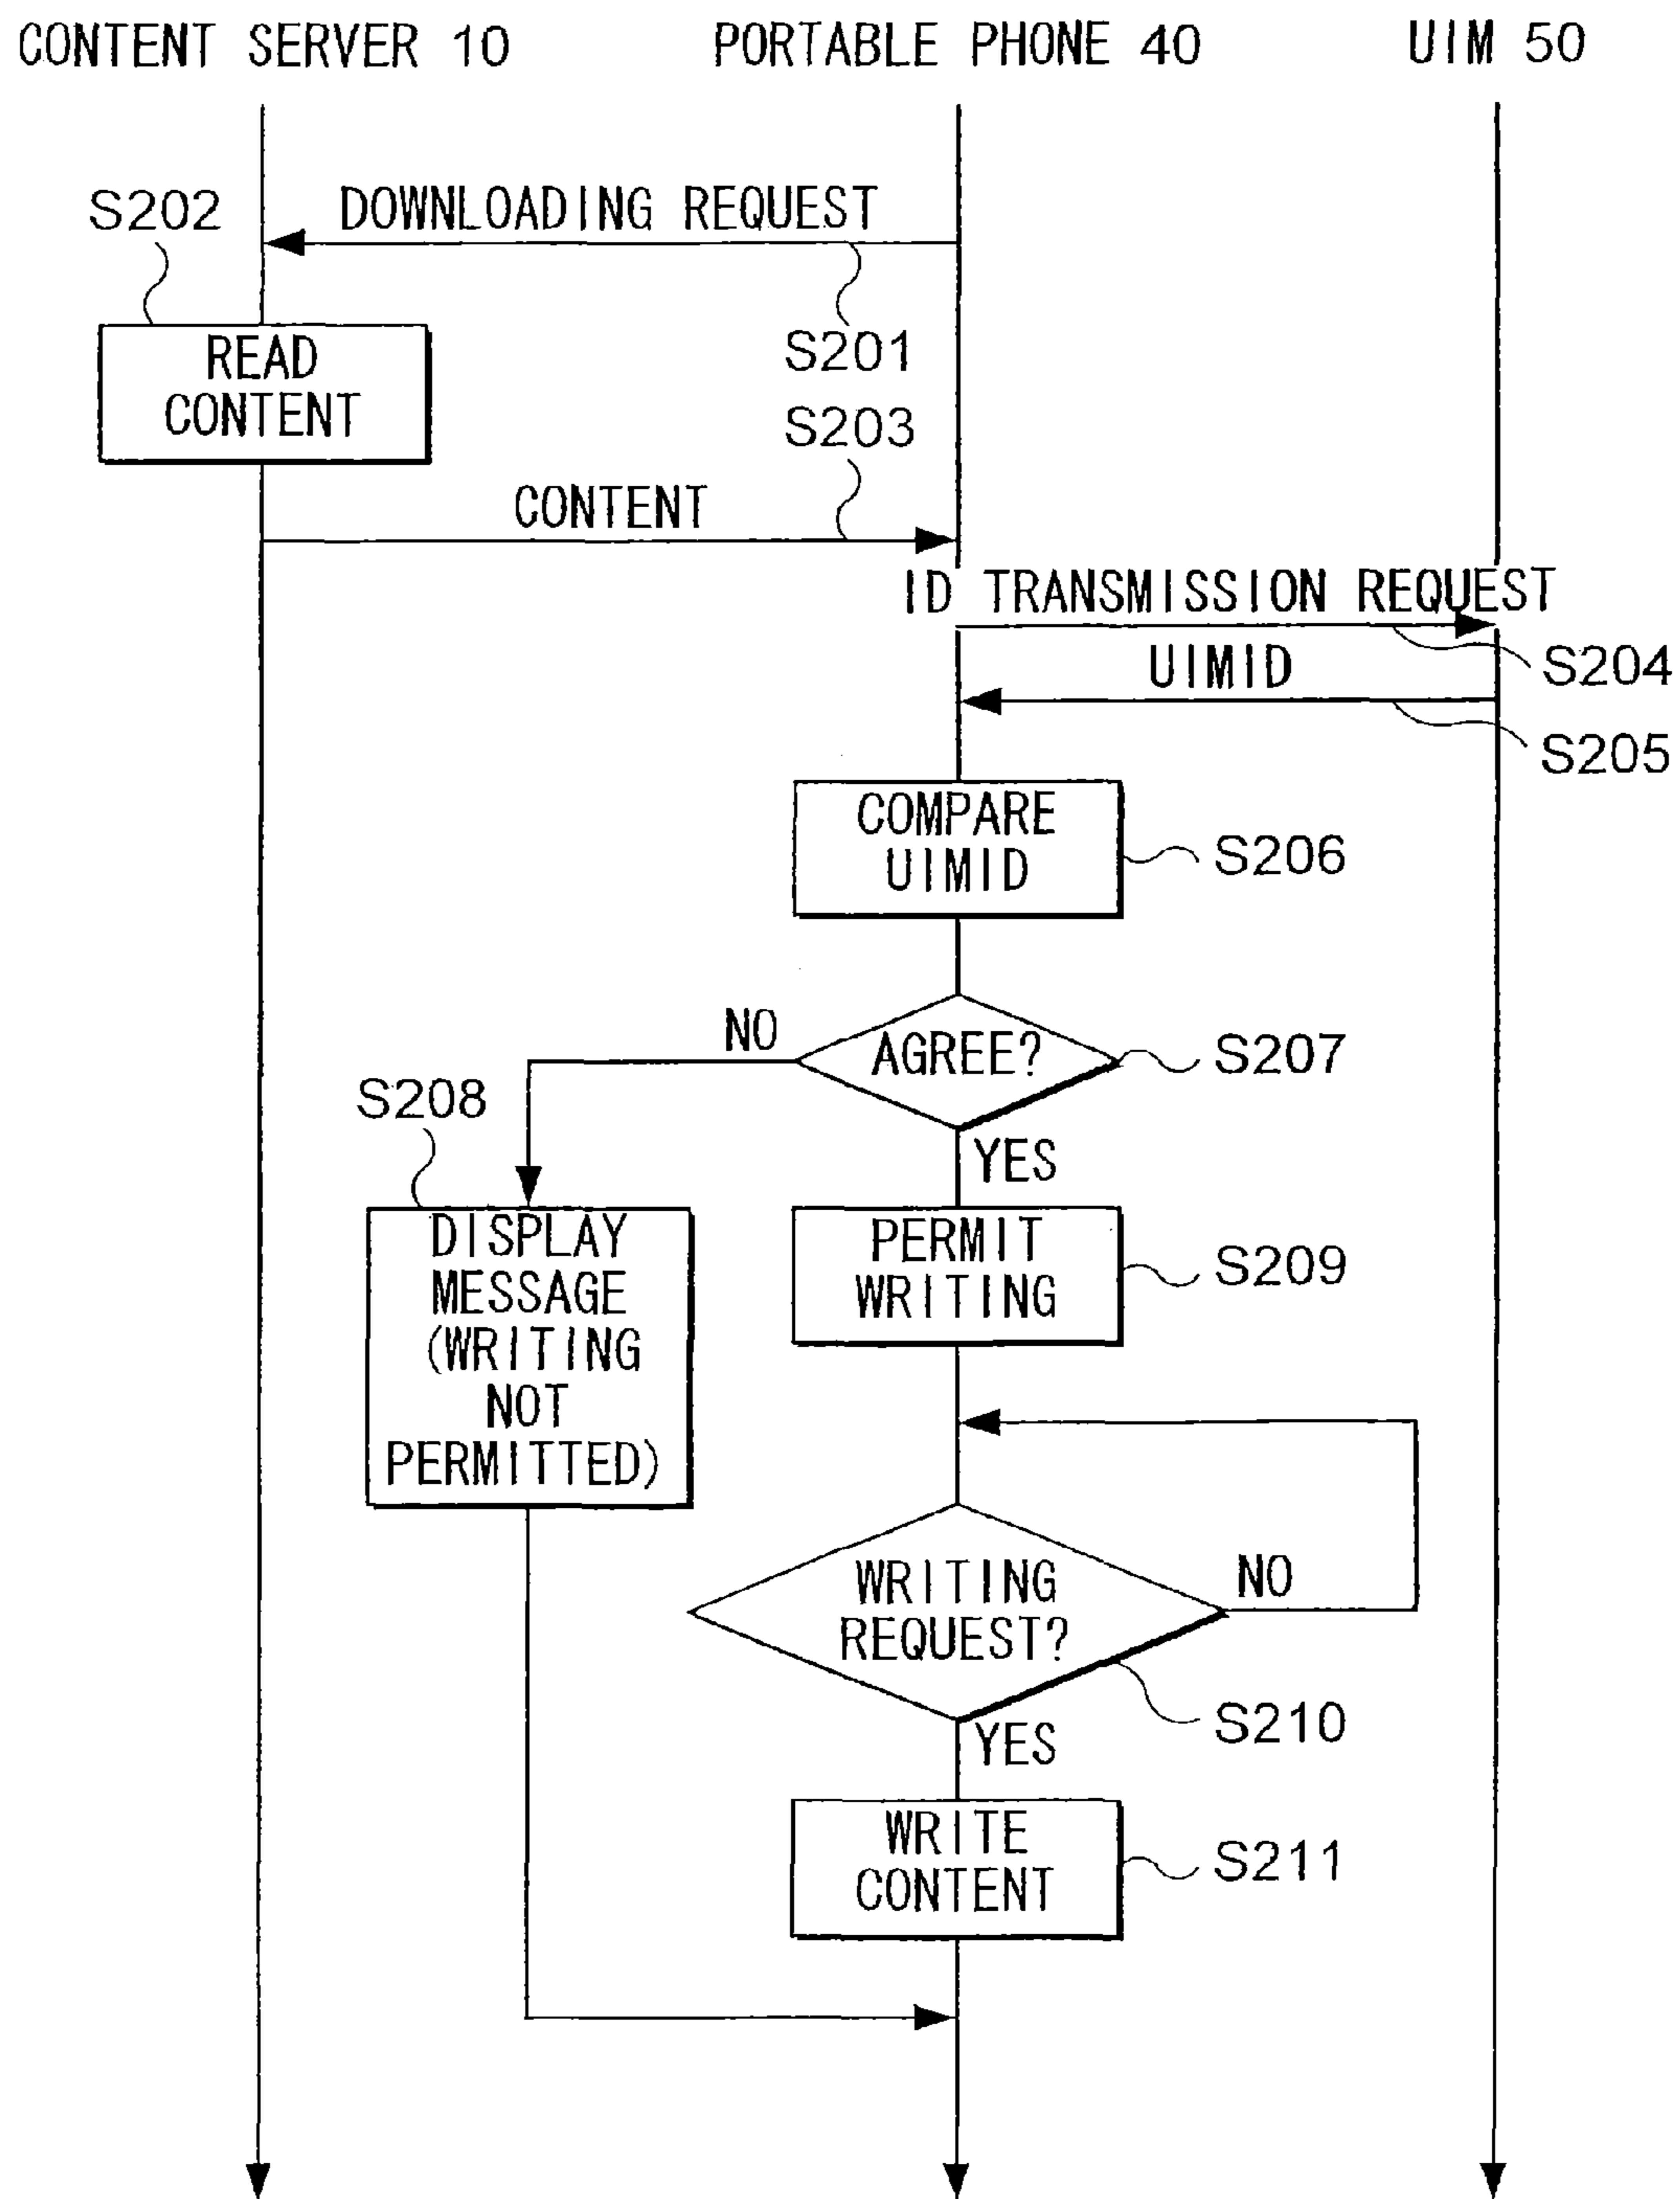 CONTENT SERVER 10
PORTABLE PHONE 40
UIM 50
S202
DOWNLOADING REQUEST
READ
CONTENT
S201
S203
CONTENT
ID TRANSMISSION REQUEST
S204
UIMID
S205
COMPARE
UIMID
S206
NO
AGREE?
S207
S208
YES
DISPLAY
MESSAGE
(WRITING
NOT
PERMITTED)
PERMIT
WRITING
S209
WRITING
REQUEST?
NO
S210
YES
WRITE
CONTENT
S211